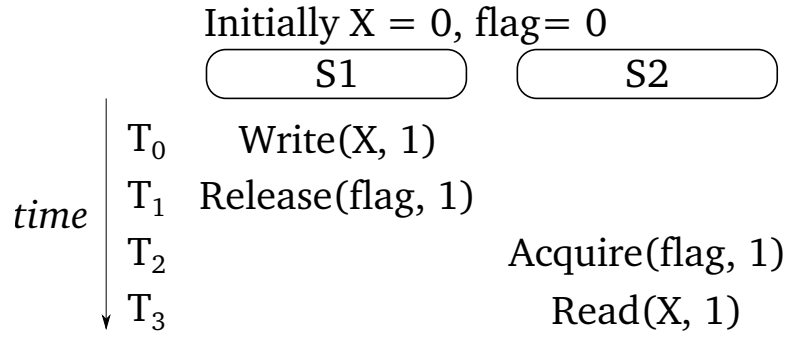 Initially X = 0, flag= 0
S1 S2
T₀ Write(X, 1)
T₁ Release(flag, 1)
time
T₂ Acquire(flag, 1)
T₃ Read(X, 1)